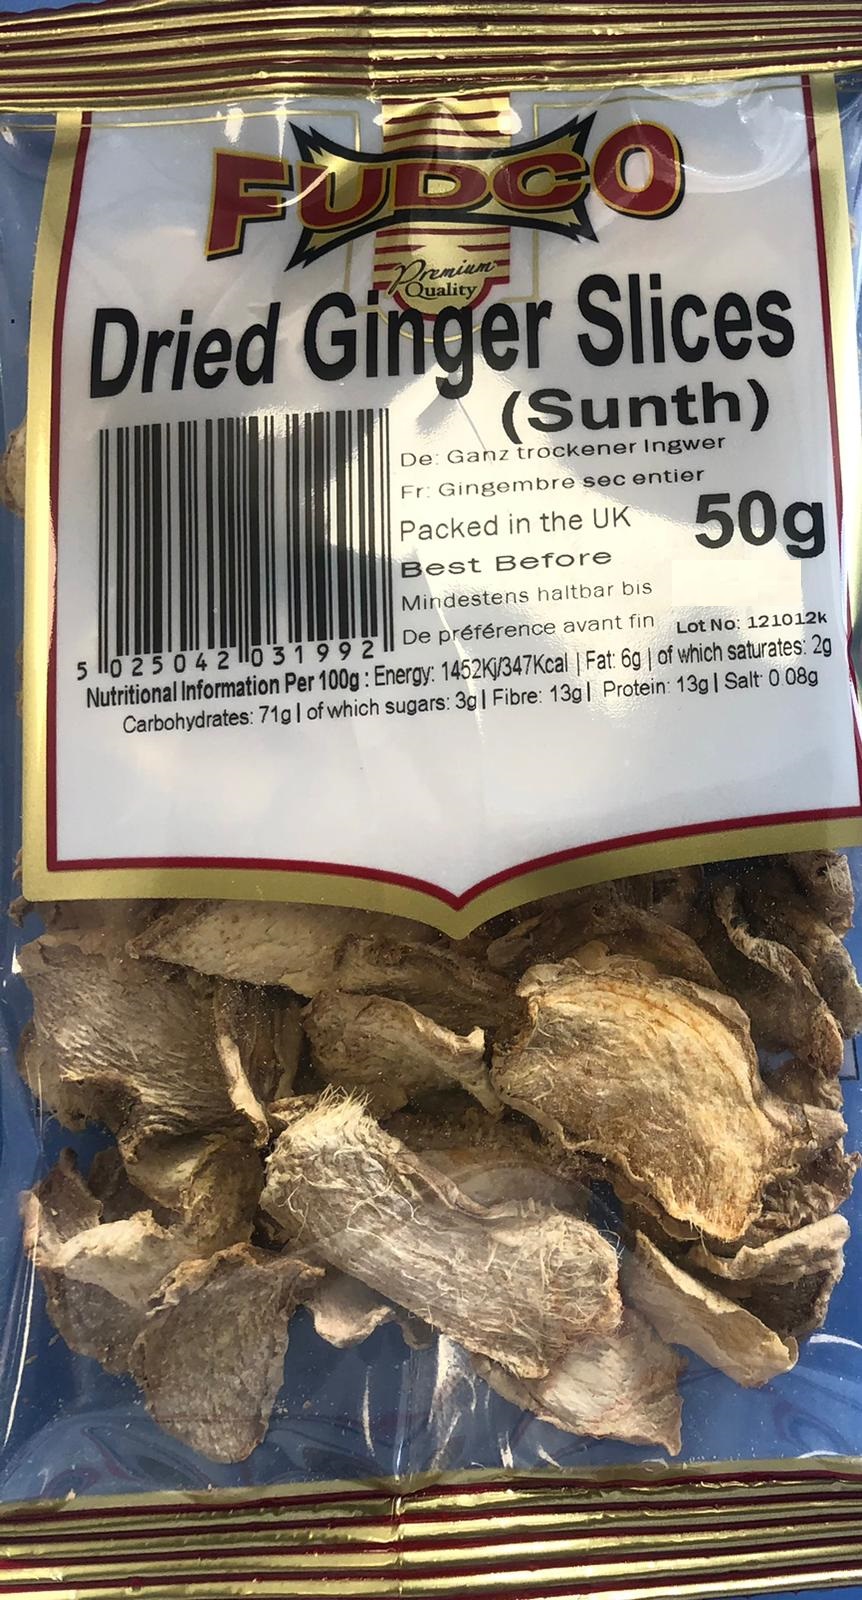 FUDCO
Premium
Quality
Dried Ginger Slices
(Sunth)
De: Ganz trockener Ingwer
Fr: Gingembre sec entier
Packed in the UK
50g
Best Before
Mindestens haltbar bis
De préférence avant fin
Lot No: 121012k
5 025042 031992
Nutritional Information Per 100g : Energy: 1452Kj/347Kcal | Fat: 6g | of which saturates: 2g
Carbohydrates: 71g | of which sugars: 3g | Fibre: 13g | Protein: 13g | Salt: 0.08g